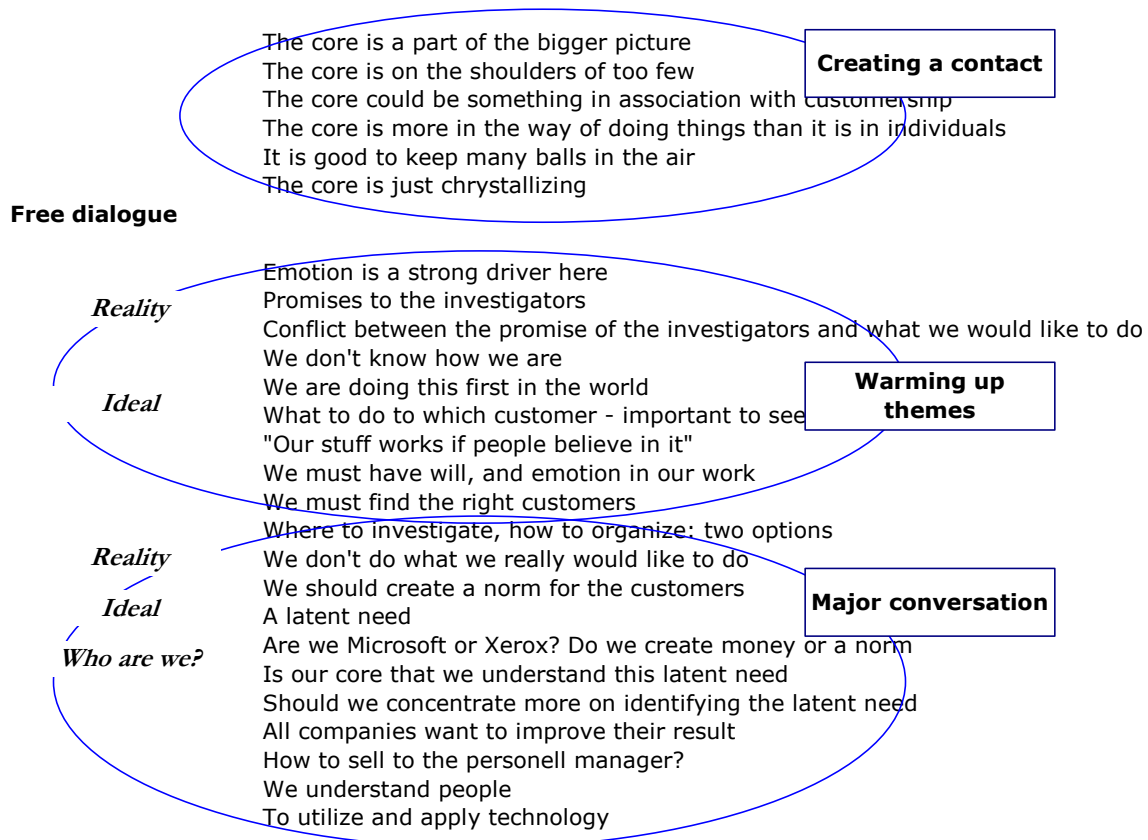 The core is a part of the bigger picture
Creating a contact
The core is on the shoulders of too few
The core could be something in association with customership
The core is more in the way of doing things than it is in individuals
It is good to keep many balls in the air
The core is just chrystallizing
Free dialogue
Emotion is a strong driver here
Reality
Promises to the investigators
Conflict between the promise of the investigators and what we would like to do
We don't know how we are
We are doing this first in the world
Warming up
themes
Ideal
What to do to which customer - important to see
"Our stuff works if people believe in it"
We must have will, and emotion in our work
We must find the right customers
Where to investigate, how to organize: two options
Reality
We don't do what we really would like to do
We should create a norm for the customers
Major conversation
Ideal
A latent need
Who are we?
Are we Microsoft or Xerox? Do we create money or a norm
Is our core that we understand this latent need
Should we concentrate more on identifying the latent need
All companies want to improve their result
How to sell to the personell manager?
We understand people
To utilize and apply technology